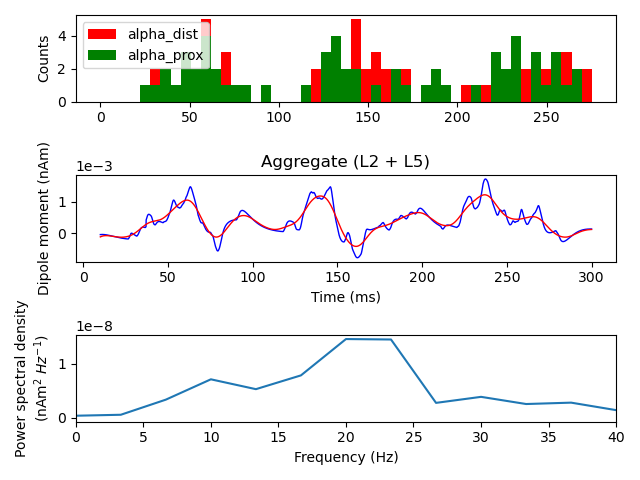 Counts
4
2
0
alpha_dist
alpha_prox
0 50 100 150 200 250
Aggregate (L2 + L5)
1e−3
Dipole moment (nAm)
1
0
0 50 100 150 200 250 300
Time (ms)
1e−8
Power spectral density
(nAm² Hz⁻¹)
1
0
0 5 10 15 20 25 30 35 40
Frequency (Hz)